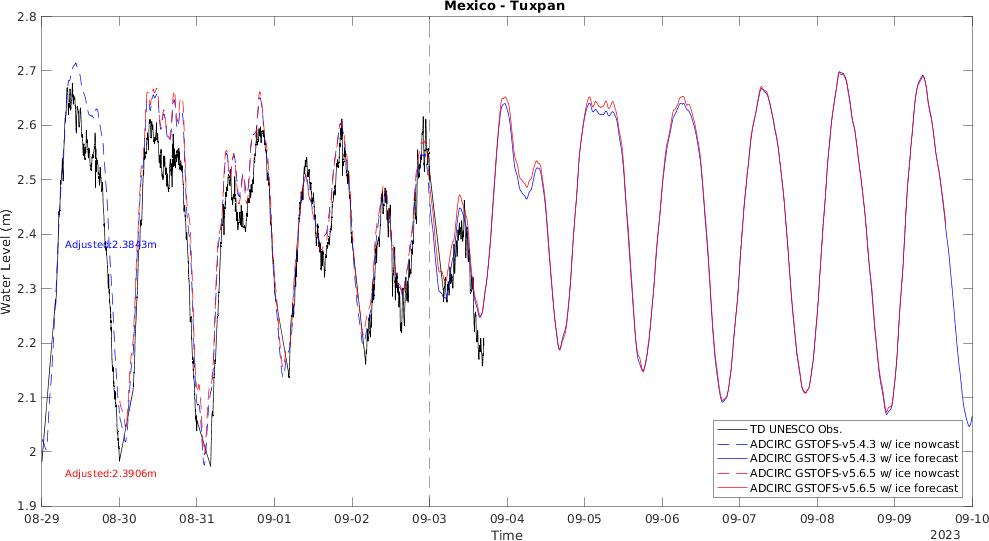 Mexico - Tuxpan
2.8
2.7
2.6
2.5
2.4
2.3
2.2
2.1
2
1.9
Water Level (m)
Adjusted:2.3843m
Adjusted:2.3906m
TD UNESCO Obs.
ADCIRC GSTOFS-v5.4.3 w/ ice nowcast
ADCIRC GSTOFS-v5.4.3 w/ ice forecast
ADCIRC GSTOFS-v5.6.5 w/ ice nowcast
ADCIRC GSTOFS-v5.6.5 w/ ice forecast
08-29 08-30 08-31 09-01 09-02 09-03 09-04 09-05 09-06 09-07 09-08 09-09 09-10
Time
2023